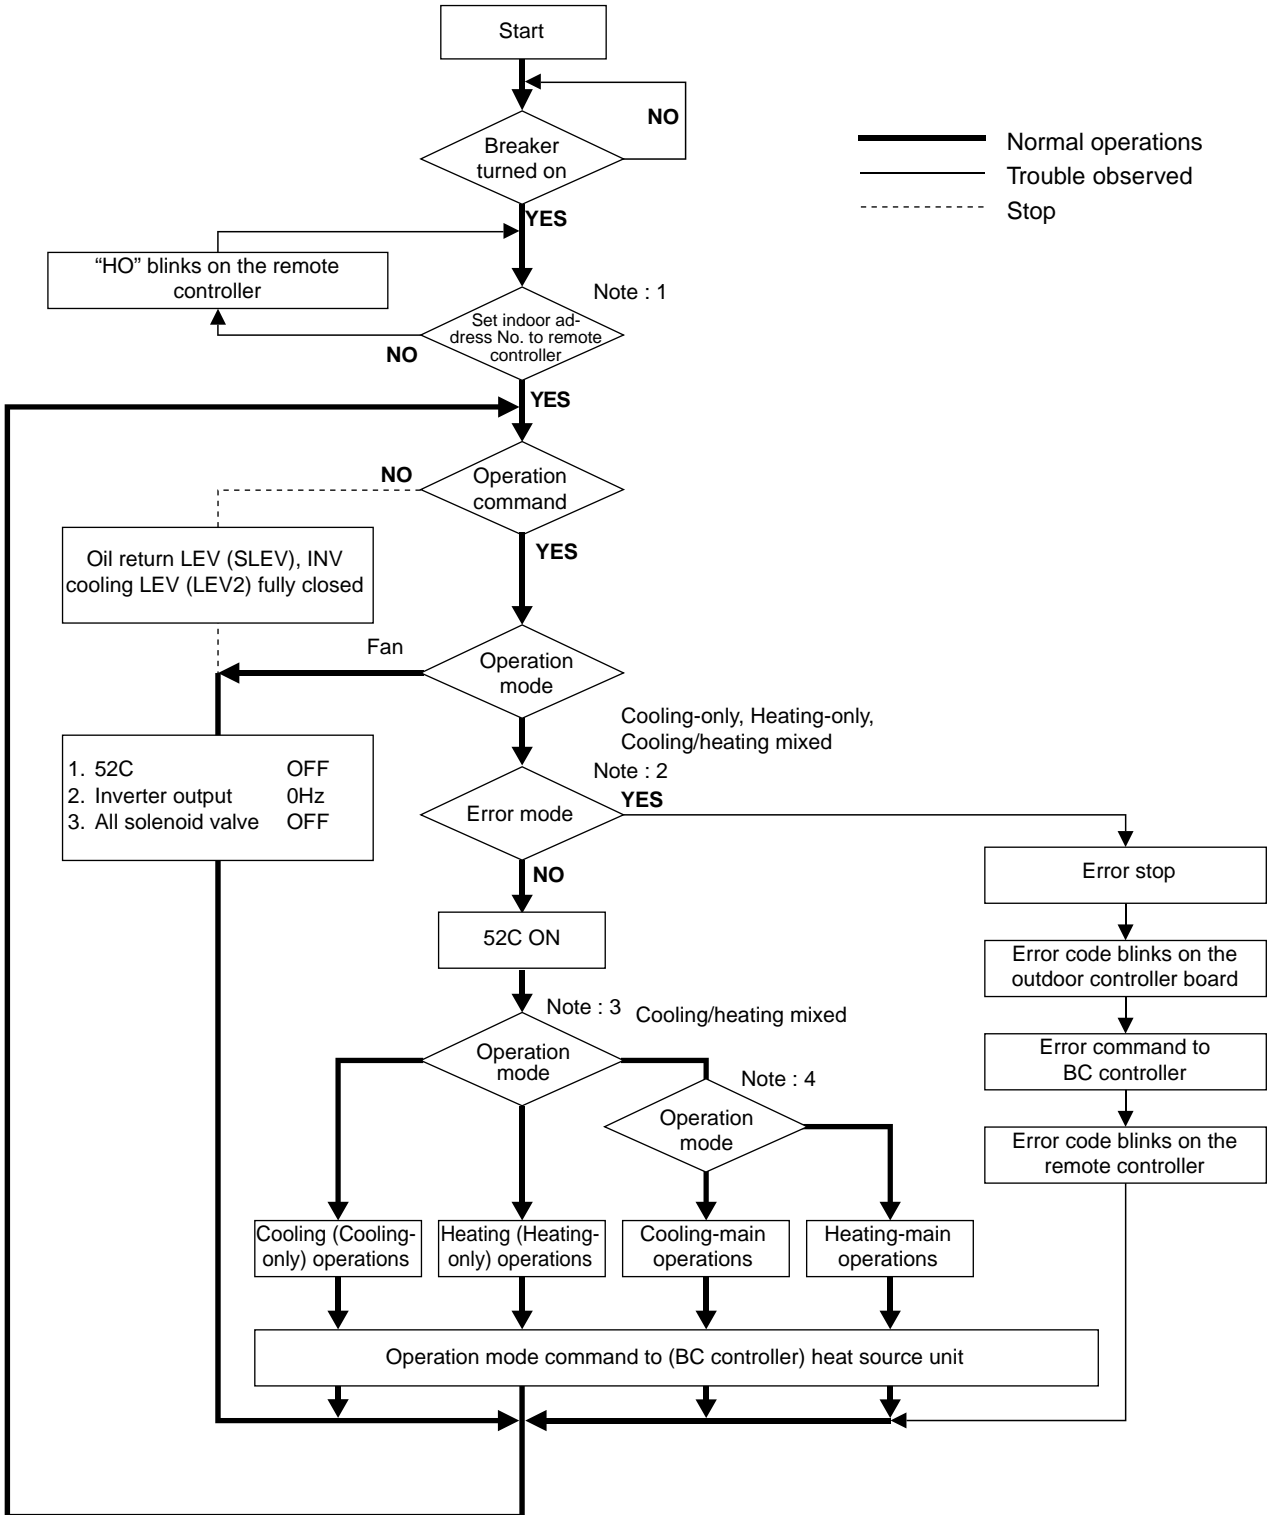 Start
NO
Breaker
turned on
Normal operations
Trouble observed
Stop
YES
“HO” blinks on the remote
controller
Note : 1
Set indoor ad-
dress No. to remote
controller
NO
YES
NO
Operation
command
YES
Oil return LEV (SLEV), INV
cooling LEV (LEV2) fully closed
Fan
Operation
mode
Cooling-only, Heating-only,
Cooling/heating mixed
Note : 2
YES
1. 52C OFF
2. Inverter output 0Hz
3. All solenoid valve OFF
Error mode
NO
Error stop
52C ON
Error code blinks on the
outdoor controller board
Note : 3
Cooling/heating mixed
Operation
mode
Error command to
BC controller
Note : 4
Operation
mode
Error code blinks on the
remote controller
Cooling (Cooling-
only) operations
Heating (Heating-
only) operations
Cooling-main
operations
Heating-main
operations
Operation mode command to (BC controller) heat source unit